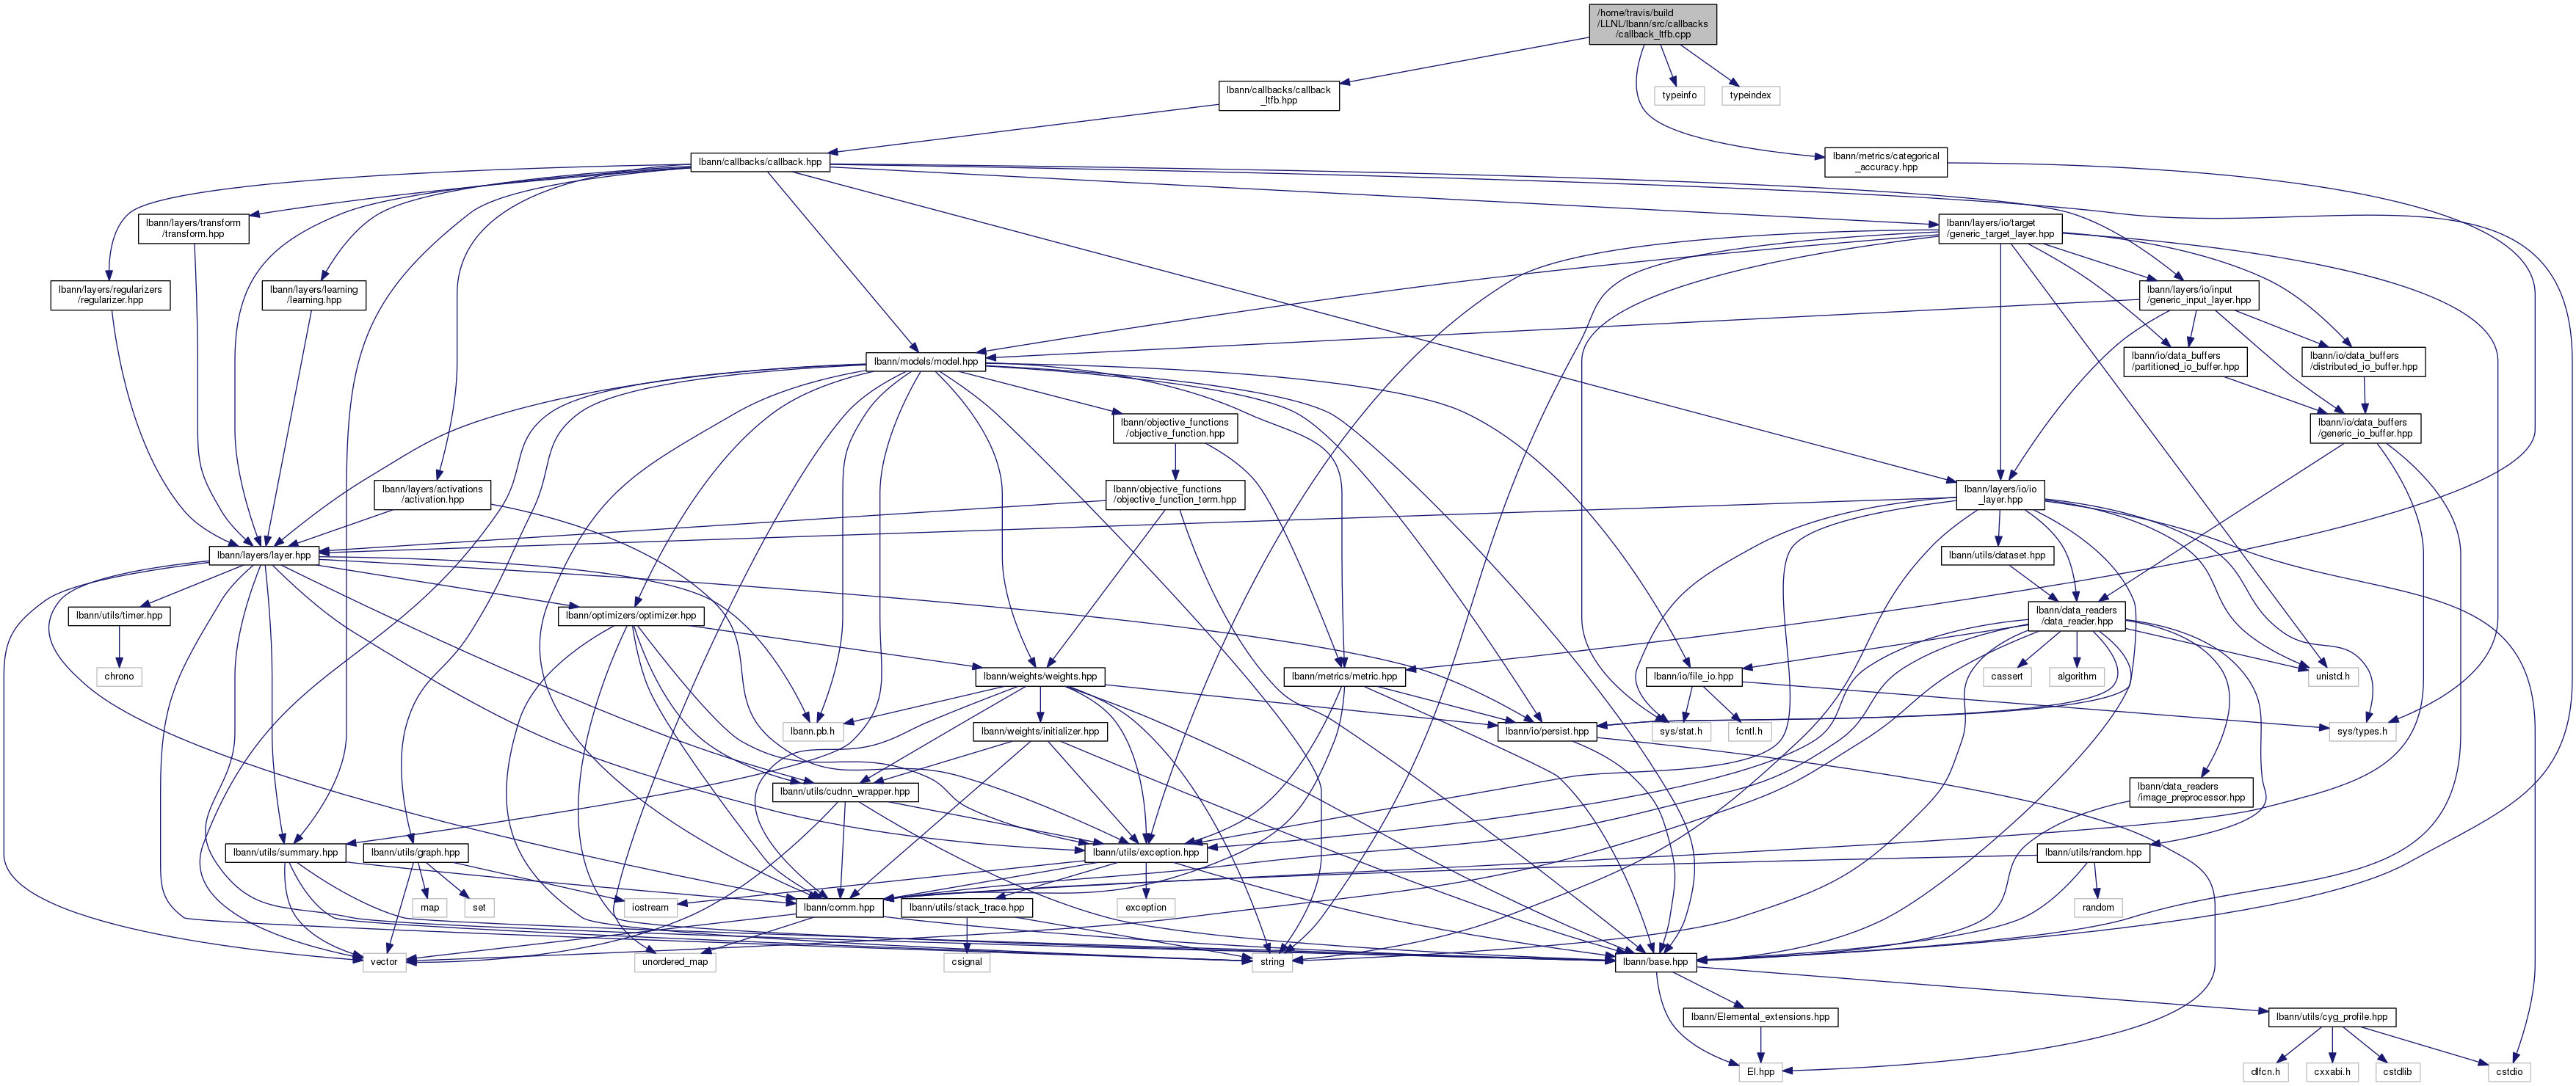 /home/travis/build
/LLNL/lbann/src/callbacks
/callback_ltfb.cpp
lbann/callbacks/callback
_ltfb.hpp
typeinfo
typeindex
lbann/callbacks/callback.hpp
lbann/metrics/categorical
_accuracy.hpp
lbann/layers/transform
/transform.hpp
lbann/layers/io/target
/generic_target_layer.hpp
lbann/layers/regularizers
/regularizer.hpp
lbann/layers/learning
/learning.hpp
lbann/layers/io/input
/generic_input_layer.hpp
lbann/models/model.hpp
lbann/io/data_buffers
/partitioned_io_buffer.hpp
lbann/io/data_buffers
/distributed_io_buffer.hpp
lbann/objective_functions
/objective_function.hpp
lbann/io/data_buffers
/generic_io_buffer.hpp
lbann/layers/activations
/activation.hpp
lbann/objective_functions
/objective_function_term.hpp
lbann/layers/io/io
_layer.hpp
lbann/layers/layer.hpp
lbann/utils/dataset.hpp
lbann/utils/timer.hpp
lbann/optimizers/optimizer.hpp
lbann/data_readers
/data_reader.hpp
chrono
lbann/weights/weights.hpp
lbann/metrics/metric.hpp
lbann/io/file_io.hpp
cassert
algorithm
unistd.h
lbann.pb.h
lbann/weights/initializer.hpp
lbann/io/persist.hpp
sys/stat.h
fcntl.h
sys/types.h
lbann/utils/cudnn_wrapper.hpp
lbann/data_readers
/image_preprocessor.hpp
lbann/utils/summary.hpp
lbann/utils/graph.hpp
lbann/utils/exception.hpp
lbann/utils/random.hpp
map
set
iostream
lbann/comm.hpp
lbann/utils/stack_trace.hpp
exception
random
vector
unordered_map
csignal
string
lbann/base.hpp
lbann/Elemental_extensions.hpp
lbann/utils/cyg_profile.hpp
El.hpp
dlfcn.h
cxxabi.h
cstdlib
cstdio